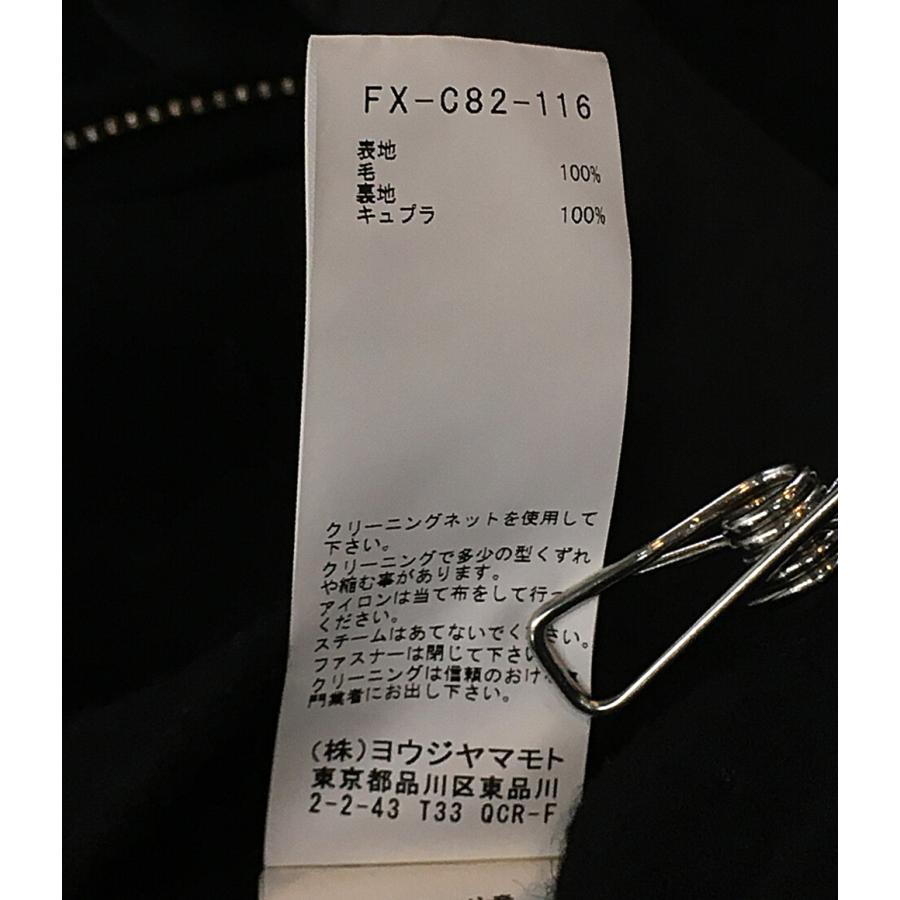 FX-C82-116
表地
毛 100%
裏地
キュプラ 100%
クリーニングネットを使用して
下さい。
クリーニングで多少の型くずれ
や縮む事があります。
アイロンは当て布をして行っ
ください。
スチームはあてないでく さい。
ファスナーは閉じて下さい
クリーニングは信頼のおけ
門業者にお出し下さい。
(株)ヨウジヤマモト
東京都品川区東品川
2-2-43 T33 QCR-F